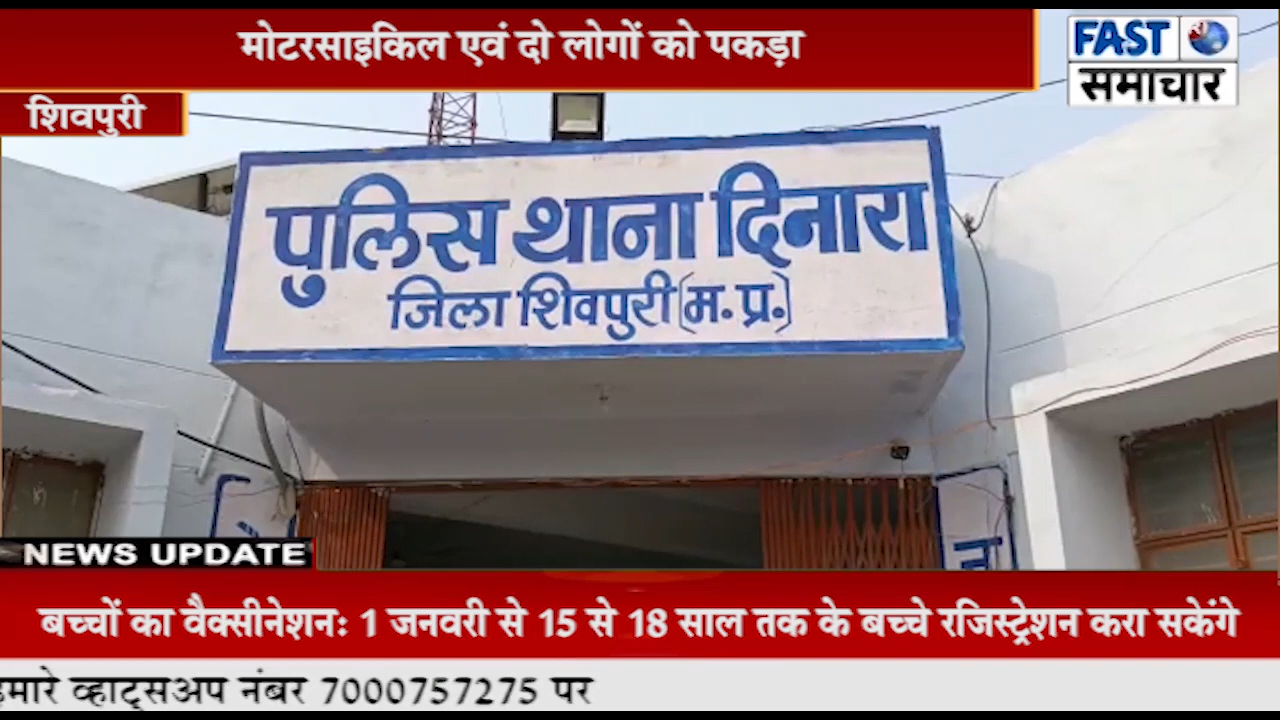 मोटरसाइकिल एवं दो लोगों को पकड़ा
FAST
समाचार
शिवपुरी
पुलिस थाना दिनारा
जिला शिवपुरी (म. प्र.)
NEWS UPDATE
बच्चों का वैक्सीनेशनः 1 जनवरी से 15 से 18 साल तक के बच्चे रजिस्ट्रेशन करा सकेंगे
हमारे व्हाट्सअप नंबर 7000757275 पर